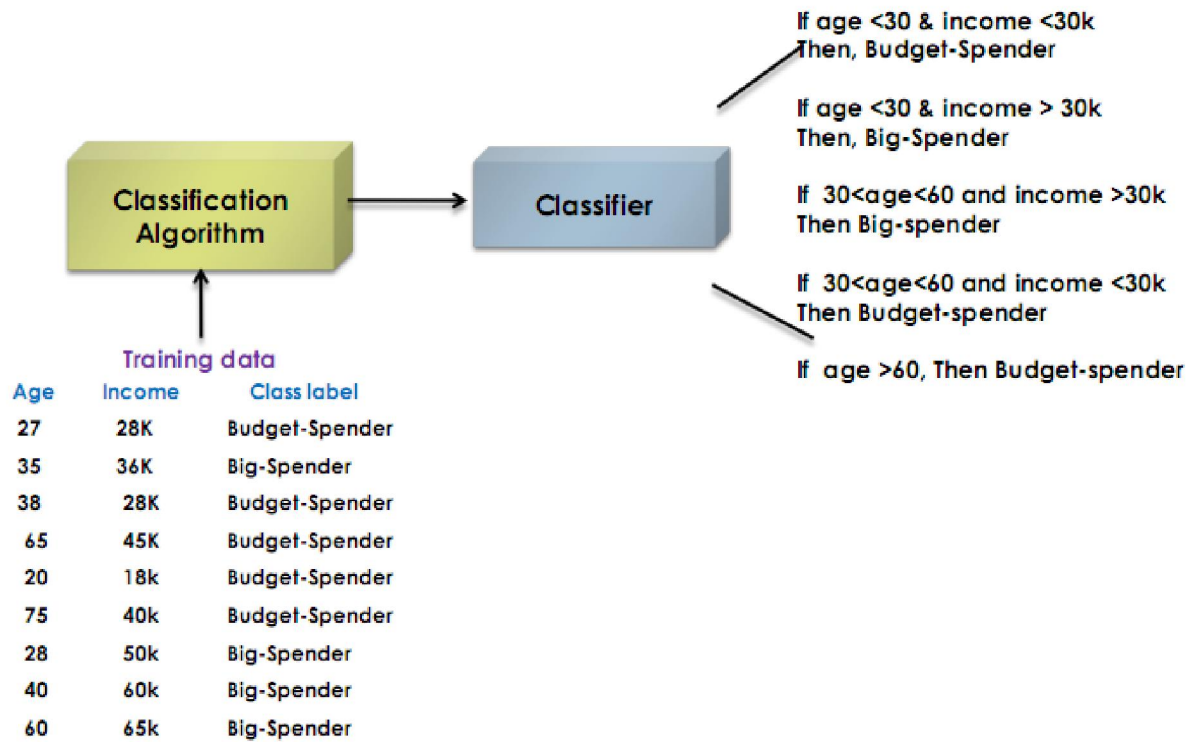 If age <30 & income <30k
Then, Budget-Spender
If age <30 & income > 30k
Then, Big-Spender
If 30<age<60 and income >30k
Then Big-spender
If 30<age<60 and income <30k
Then Budget-spender
If age >60, Then Budget-spender
Classification
Algorithm
Classifier
Training data
Age Income Class label
27 28K Budget-Spender
35 36K Big-Spender
38 28K Budget-Spender
65 45K Budget-Spender
20 18k Budget-Spender
75 40k Budget-Spender
28 50k Big-Spender
40 60k Big-Spender
60 65k Big-Spender